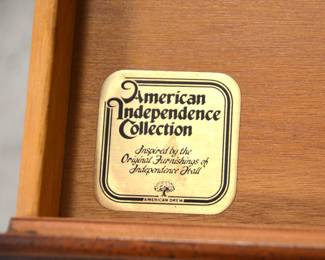 American
Independence
Collection
Inspired by the
Original Furnishings of
Independence Hall
AMERICAN DREW